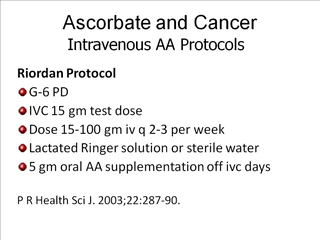 Ascorbate and Cancer
Intravenous AA Protocols
Riordan Protocol
G-6 PD
IVC 15 gm test dose
Dose 15-100 gm iv q 2-3 per week
Lactated Ringer solution or sterile water
5 gm oral AA supplementation off ivc days
P R Health Sci J. 2003;22:287-90.